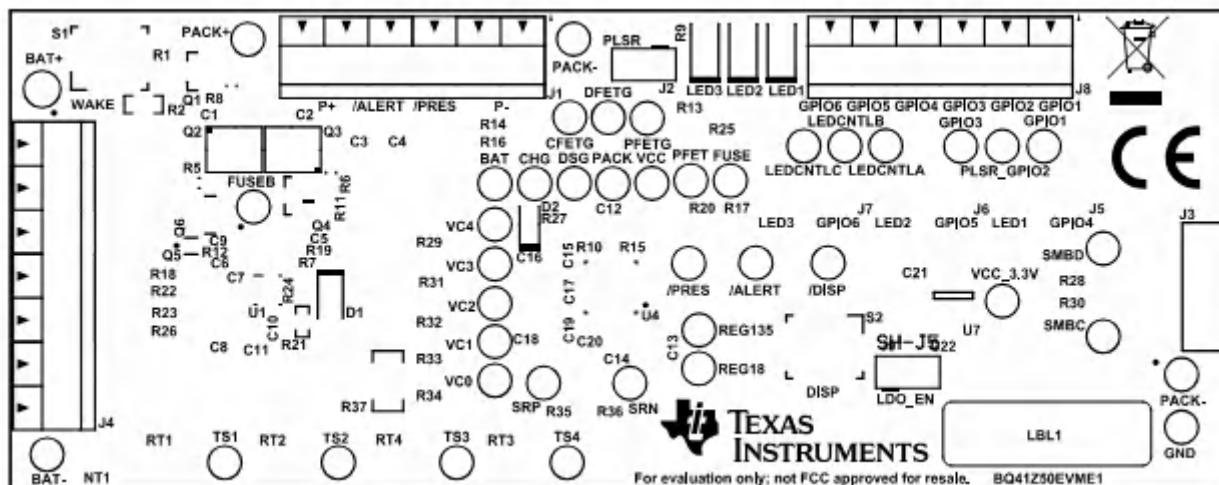 S1 PACK+ PLSR R9 J8
BAT+ R1 PACK- J2 LED3 LED2 LED1
WAKE R2 Q1 R8 P+ /ALERT /PRES P- J1 DFETG R13 GPIO6 GPIO5 GPIO4 GPIO3 GPIO2 GPIO1
C1 C2 R14 R25 LEDCNTLB GPIO3 GPIO1
Q2 Q3 C3 C4 R16 CFETG PFETG
R5 BAT CHG DSG PACK VCC PFET FUSE LEDCNTLC LEDCNTLA PLSR_GPIO2
FUSEB R6
R11 D2 C12 R20 R17 J7 J6 J5 J3
Q6 Q4 VC4 R27 LED3 GPIO6 LED2 GPIO5 LED1 GPIO4
Q5 C9 C5 R29 C16 C15 R10 R15 SMBD
R12 R19
C6 R7 VC3
R18 C7 R24 R31 /PRES /ALERT /DISP C21 VCC_3.3V R28
R22 C17 R30
R23 U1 D1 VC2 U4 S2
R26 C10 R32 C19 REG135 U7 SMBC
C8 C11 R21 VC1 C18 C20 C13 SH-J5
R33 C14 REG18
VC0 PACK-
R37 R34 SRP R35 R36 SRN DISP LDO_EN
J4 TEXAS
RT1 TS1 RT2 TS2 RT4 TS3 RT3 TS4 INSTRUMENTS LBL1 GND
BAT- NT1 For evaluation only; not FCC approved for resale. BQ41Z50EVME1